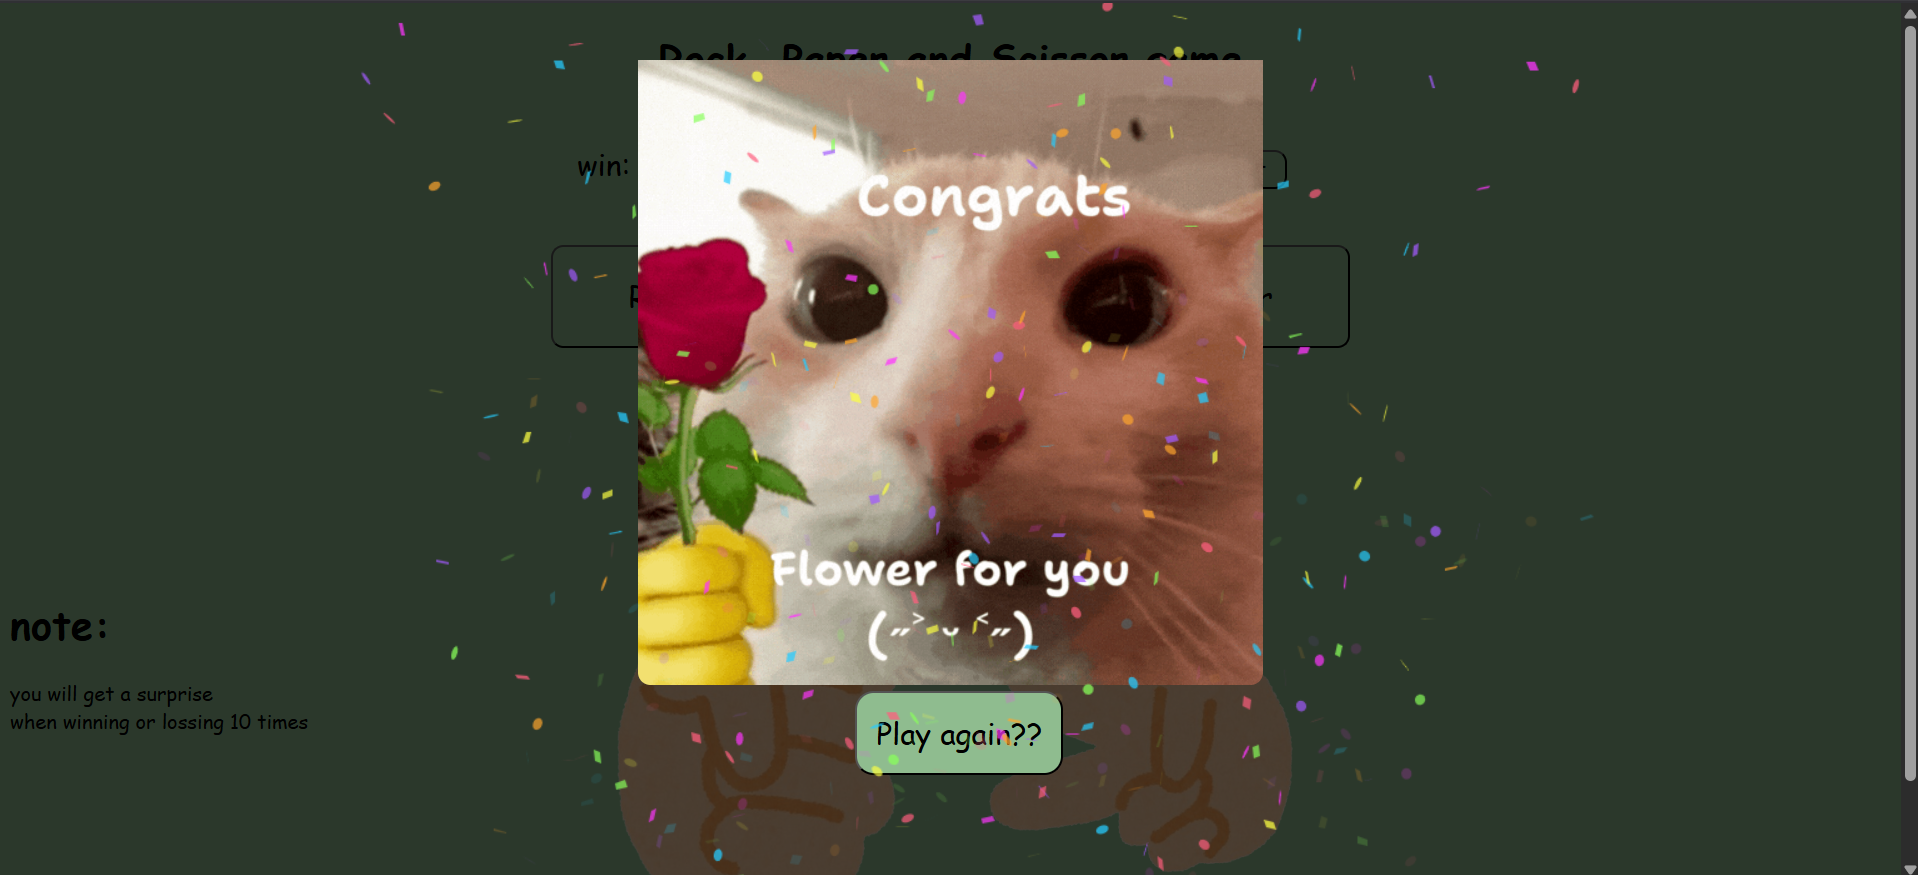 Rock, Paper and Scissor game
win:
Congrats
Flower for you
(˶˃ ᵕ ˂˶)
note:
you will get a surprise
when winning or lossing 10 times
Play again??